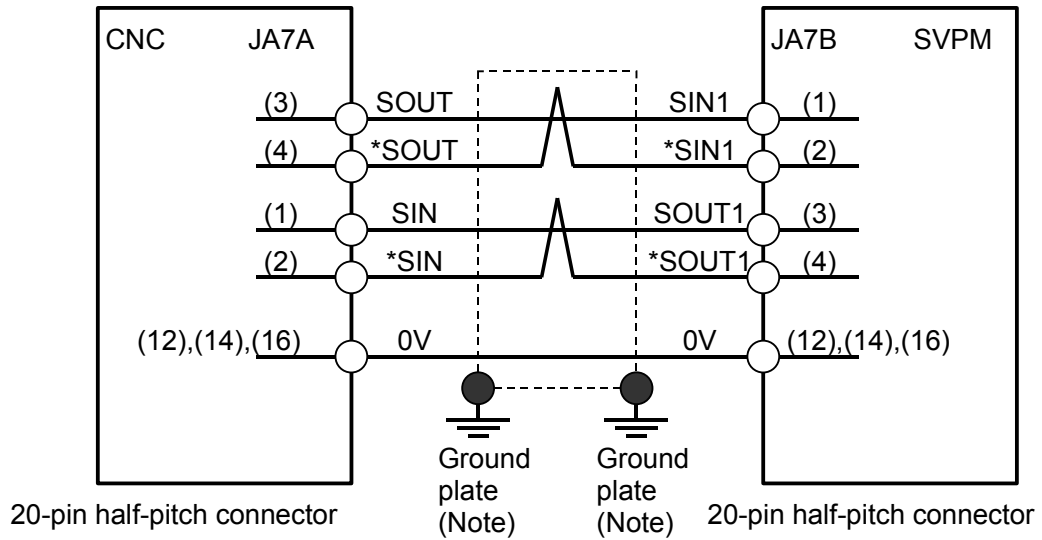 CNC JA7A JA7B SVPM
(3) SOUT SIN1 (1)
(4) *SOUT *SIN1 (2)
(1) SIN SOUT1 (3)
(2) *SIN *SOUT1 (4)
(12),(14),(16) 0V 0V (12),(14),(16)
Ground
plate
(Note)
Ground
plate
(Note)
20-pin half-pitch connector
20-pin half-pitch connector